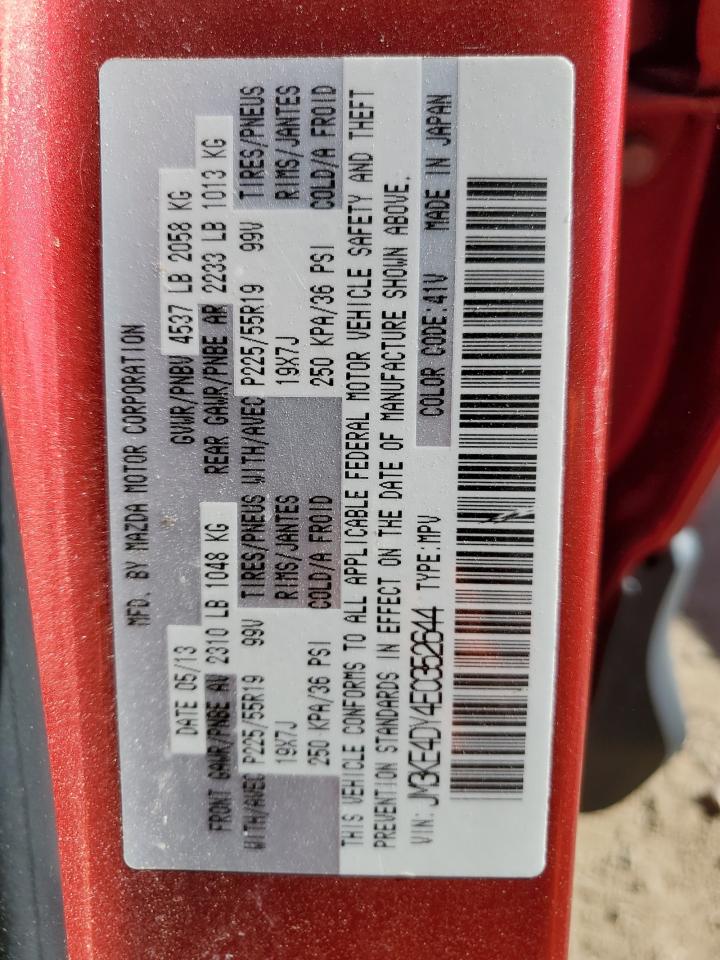 MFD. BY MAZDA MOTOR CORPORATION
DATE 05/13 GVWR/PNBV 4537 LB 2058 KG
FRONT GAWR/PNBE AV 2310 LB 1048 KG REAR GAWR/PNBE AR 2233 LB 1013 KG
WITH/AVEC P225/55R19 99V TIRES/PNEUS WITH/AVEC P225/55R19 99V TIRES/PNEUS
19X7J RIMS/JANTES 19X7J RIMS/JANTES
250 KPA/36 PSI COLD/A FROID 250 KPA/36 PSI COLD/A FROID
THIS VEHICLE CONFORMS TO ALL APPLICABLE FEDERAL MOTOR VEHICLE SAFETY AND THEFT
PREVENTION STANDARDS IN EFFECT ON THE DATE OF MANUFACTURE SHOWN ABOVE.
VIN: JM3KE4DY4E0352644 TYPE:MPV COLOR CODE:41V MADE IN JAPAN